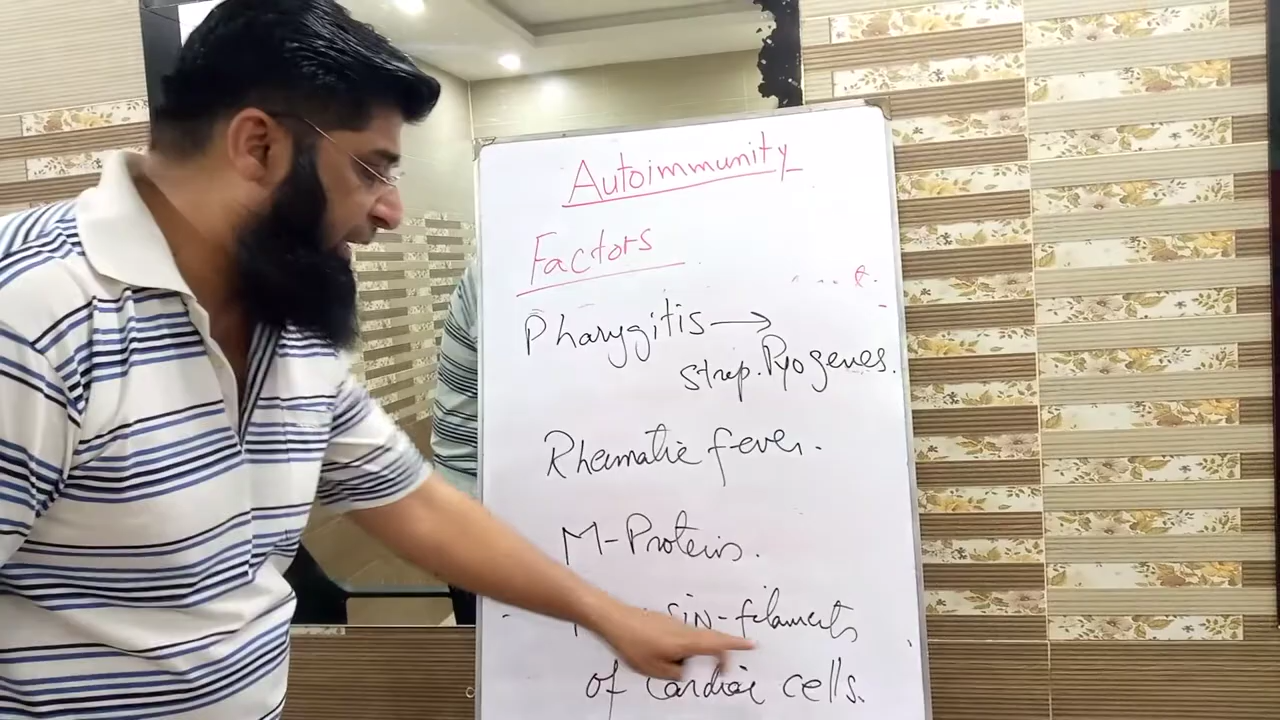 Autoimmunity
Factors
Pharygitis →
Strep. Pyogenes.
Rheumatic fever.
M-Proteins.
sin-filaments
of Cardiac cells.